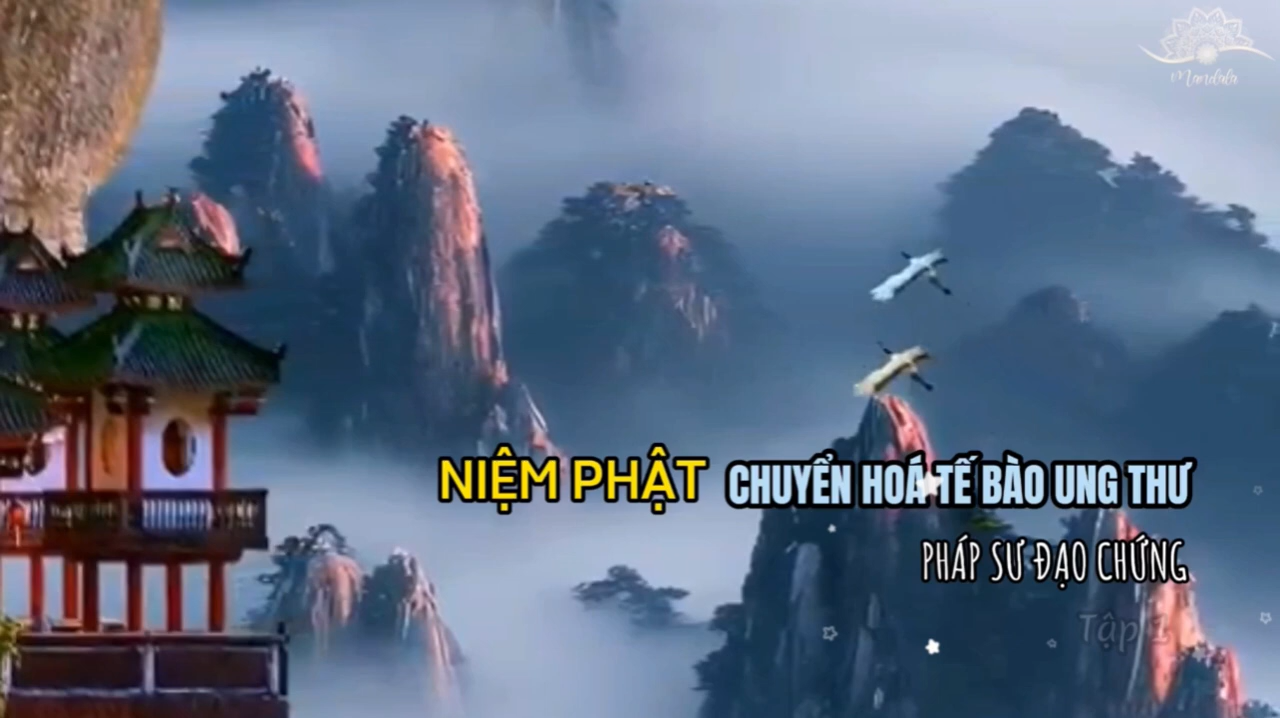 Mandala
NIỆM PHẬT CHUYỂN HOÁ TẾ BÀO UNG THƯ
PHÁP SƯ ĐẠO CHỨNG
Tập 1